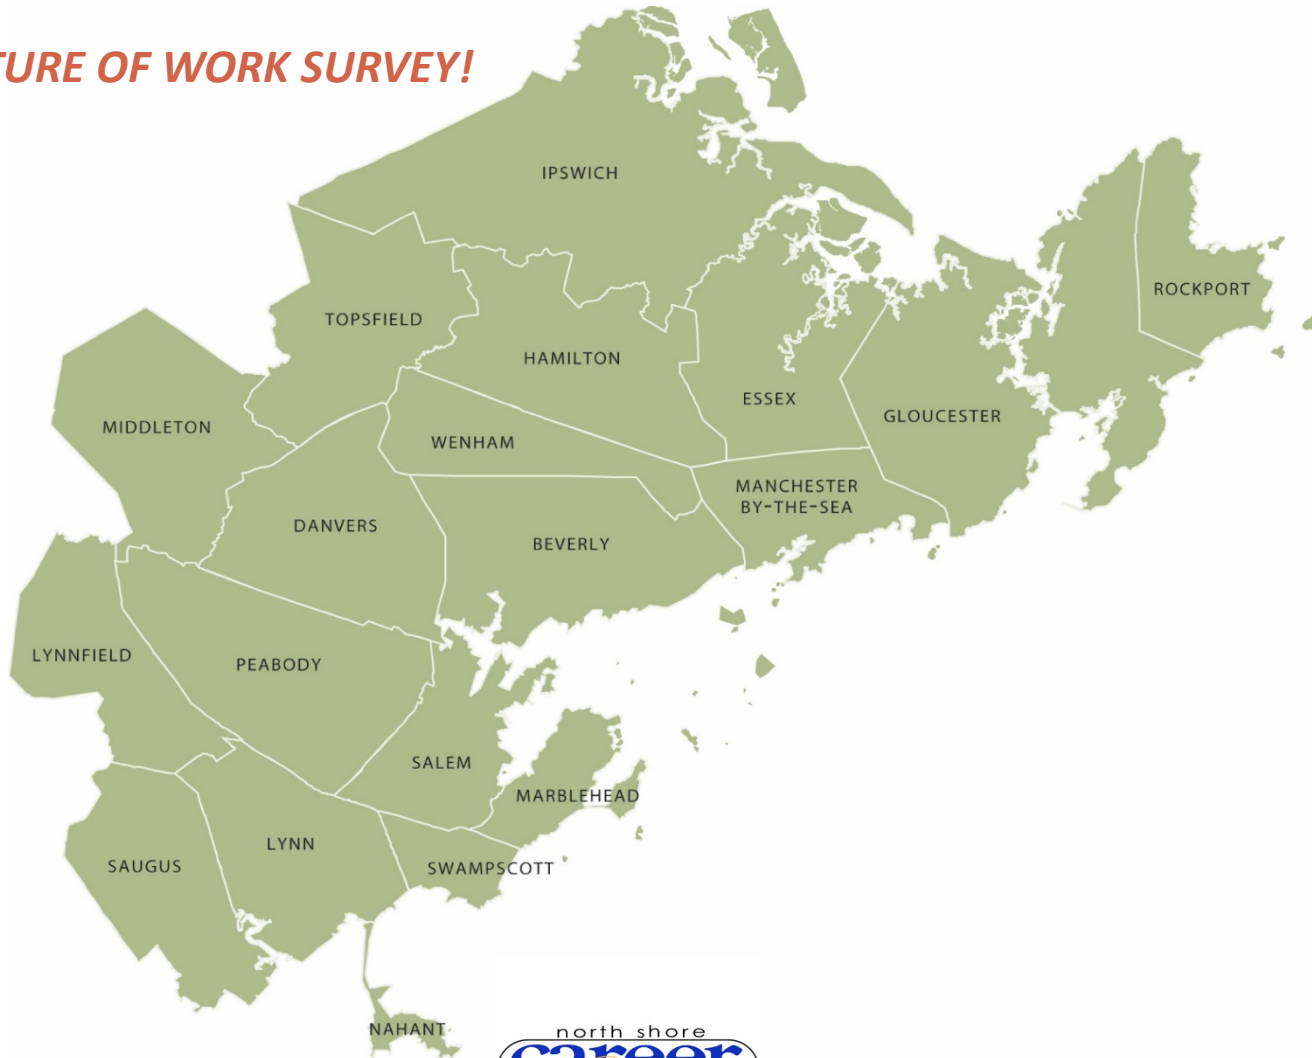 TURE OF WORK SURVEY!
IPSWICH
ROCKPORT
TOPSFIELD
HAMILTON
ESSEX
GLOUCESTER
MIDDLETON
WENHAM
MANCHESTER
BY-THE-SEA
DANVERS
BEVERLY
LYNNFIELD
PEABODY
SALEM
MARBLEHEAD
LYNN
SAUGUS
SWAMPSCOTT
NAHANT
north shore
career